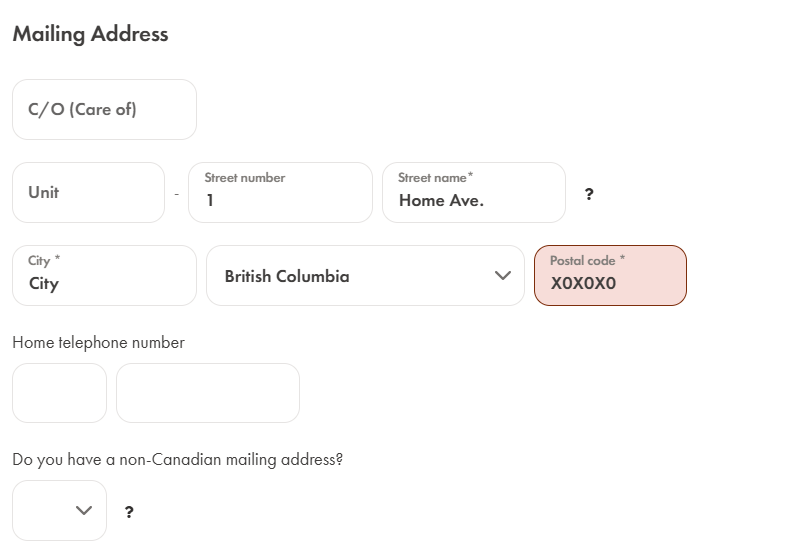 Mailing Address
C/O (Care of)
Unit - Street number 1 Street name* Home Ave. ?
City * City British Columbia Postal code * X0X0X0
Home telephone number
Do you have a non-Canadian mailing address?
?